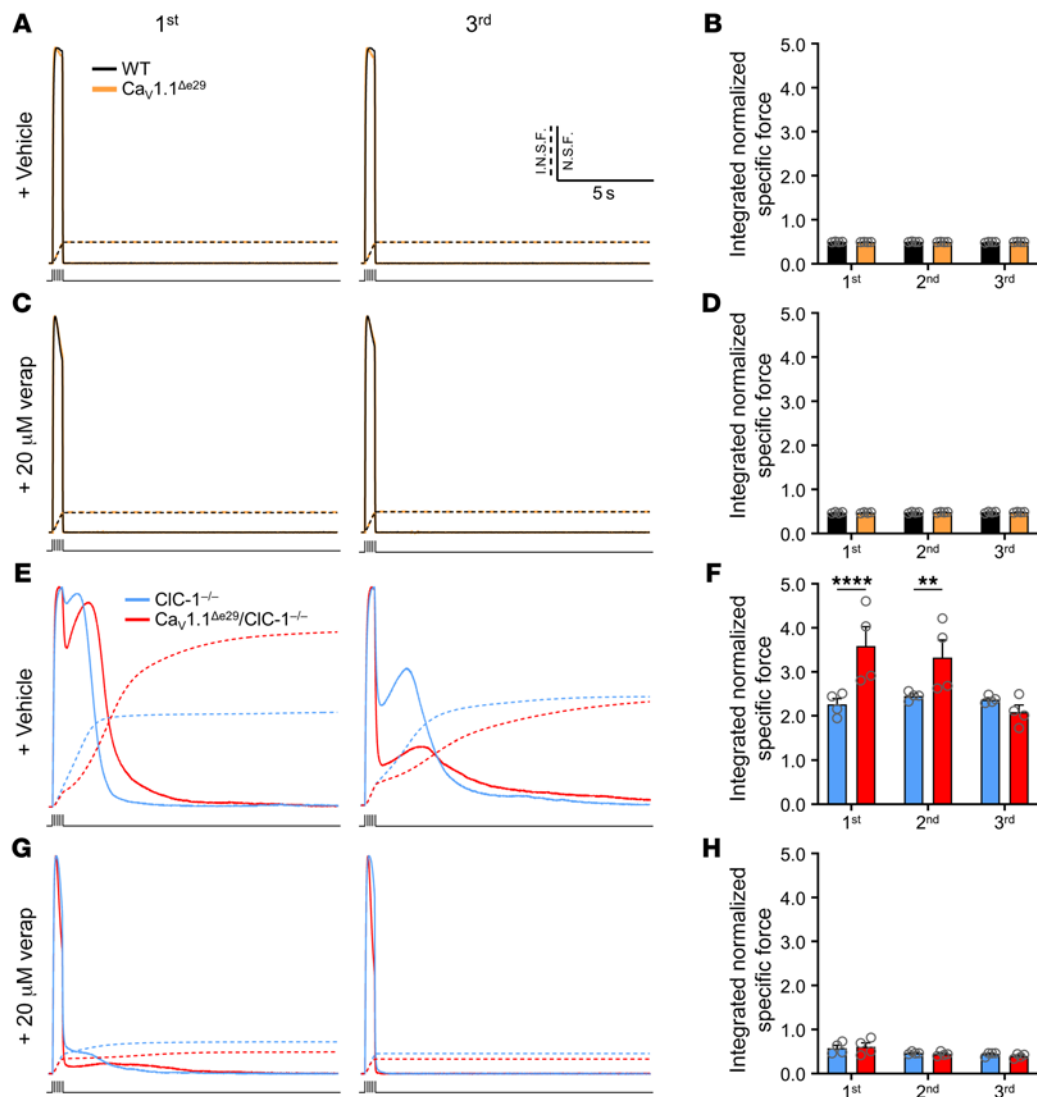 1st
3rd
A
WT
CaV1.1Δe29
+ Vehicle
I.N.S.F.
N.S.F.
5 s
B
Integrated normalized
specific force
5.0
4.0
3.0
2.0
1.0
0.0
1st
2nd
3rd
C
+ 20 μM verap
D
Integrated normalized
specific force
5.0
4.0
3.0
2.0
1.0
0.0
1st
2nd
3rd
E
ClC-1−/−
CaV1.1Δe29/ClC-1−/−
+ Vehicle
F
Integrated normalized
specific force
5.0
4.0
3.0
2.0
1.0
0.0
****
**
1st
2nd
3rd
G
+ 20 μM verap
H
Integrated normalized
specific force
5.0
4.0
3.0
2.0
1.0
0.0
1st
2nd
3rd